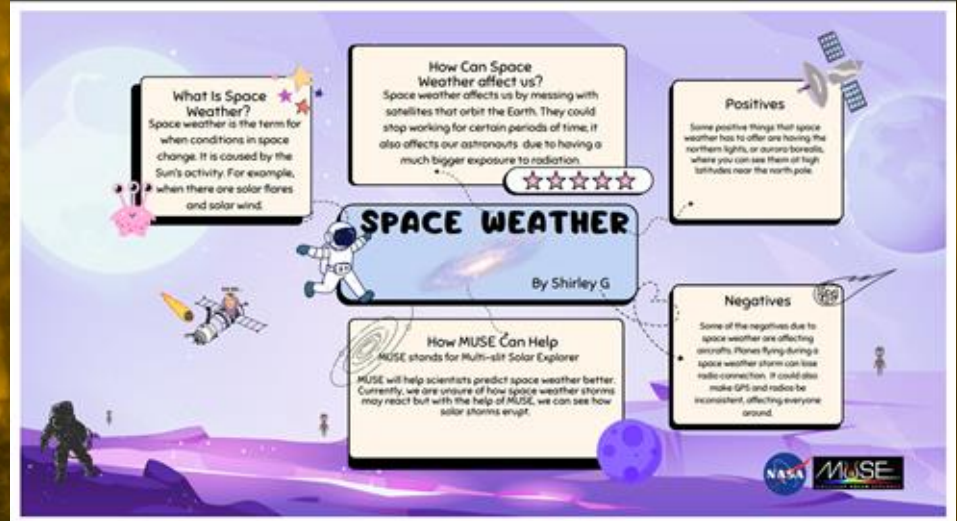 What Is Space
Weather?
Space weather is the term for
when conditions in space
change. It is caused by the
Sun's activity. For example,
when there are solar flares
and solar wind.
How Can Space
Weather affect us?
Space weather affects us by messing with
satellites that orbit the Earth. They could
stop working for certain periods of time, it
also affects our astronauts due to having a
much bigger exposure to radiation.
Positives
Some positive things that space
weather has to offer are having the
northern lights, or aurora borealis,
where you can see them at high
latitudes near the north pole.
SPACE WEATHER
By Shirley G
How MUSE Can Help
MUSE stands for Multi-slit Solar Explorer
MUSE will help scientists predict space weather better.
Currently, we are unsure of how space weather storms
may react but with the help of MUSE, we can see how
solar storms erupt.
Negatives
Some of the negatives due to
space weather are affecting
aircrafts. Planes flying during a
space weather storm can lose
radio connection. It could also
make GPS and radios be
inconsistent, affecting everyone
around.
NASA
MUSE